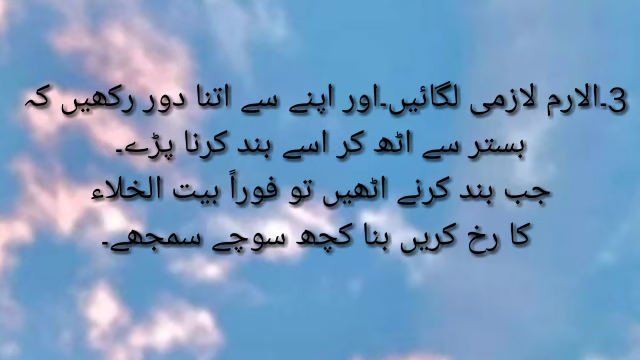 3۔الارم لازمی لگائیں۔اور اپنے سے اتنا دور رکھیں کہ
بستر سے اٹھ کر اسے بند کرنا پڑے۔
جب بند کرنے اٹھیں تو فوراً بیت الخلاء
کا رخ کریں بنا کچھ سوچے سمجھے۔